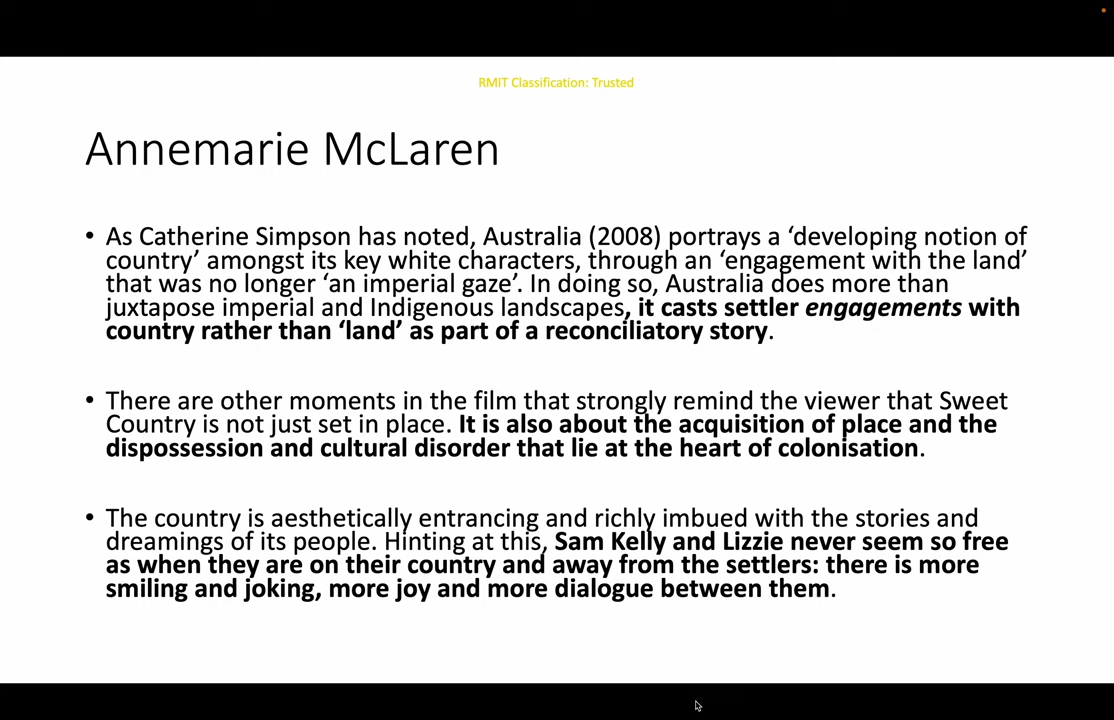 RMIT Classification: Trusted
Annemarie McLaren
• As Catherine Simpson has noted, Australia (2008) portrays a ‘developing notion of
country’ amongst its key white characters, through an ‘engagement with the land’
that was no longer ‘an imperial gaze’. In doing so, Australia does more than
juxtapose imperial and Indigenous landscapes, it casts settler engagements with
country rather than ‘land’ as part of a reconciliatory story.
• There are other moments in the film that strongly remind the viewer that Sweet
Country is not just set in place. It is also about the acquisition of place and the
dispossession and cultural disorder that lie at the heart of colonisation.
• The country is aesthetically entrancing and richly imbued with the stories and
dreamings of its people. Hinting at this, Sam Kelly and Lizzie never seem so free
as when they are on their country and away from the settlers: there is more
smiling and joking, more joy and more dialogue between them.